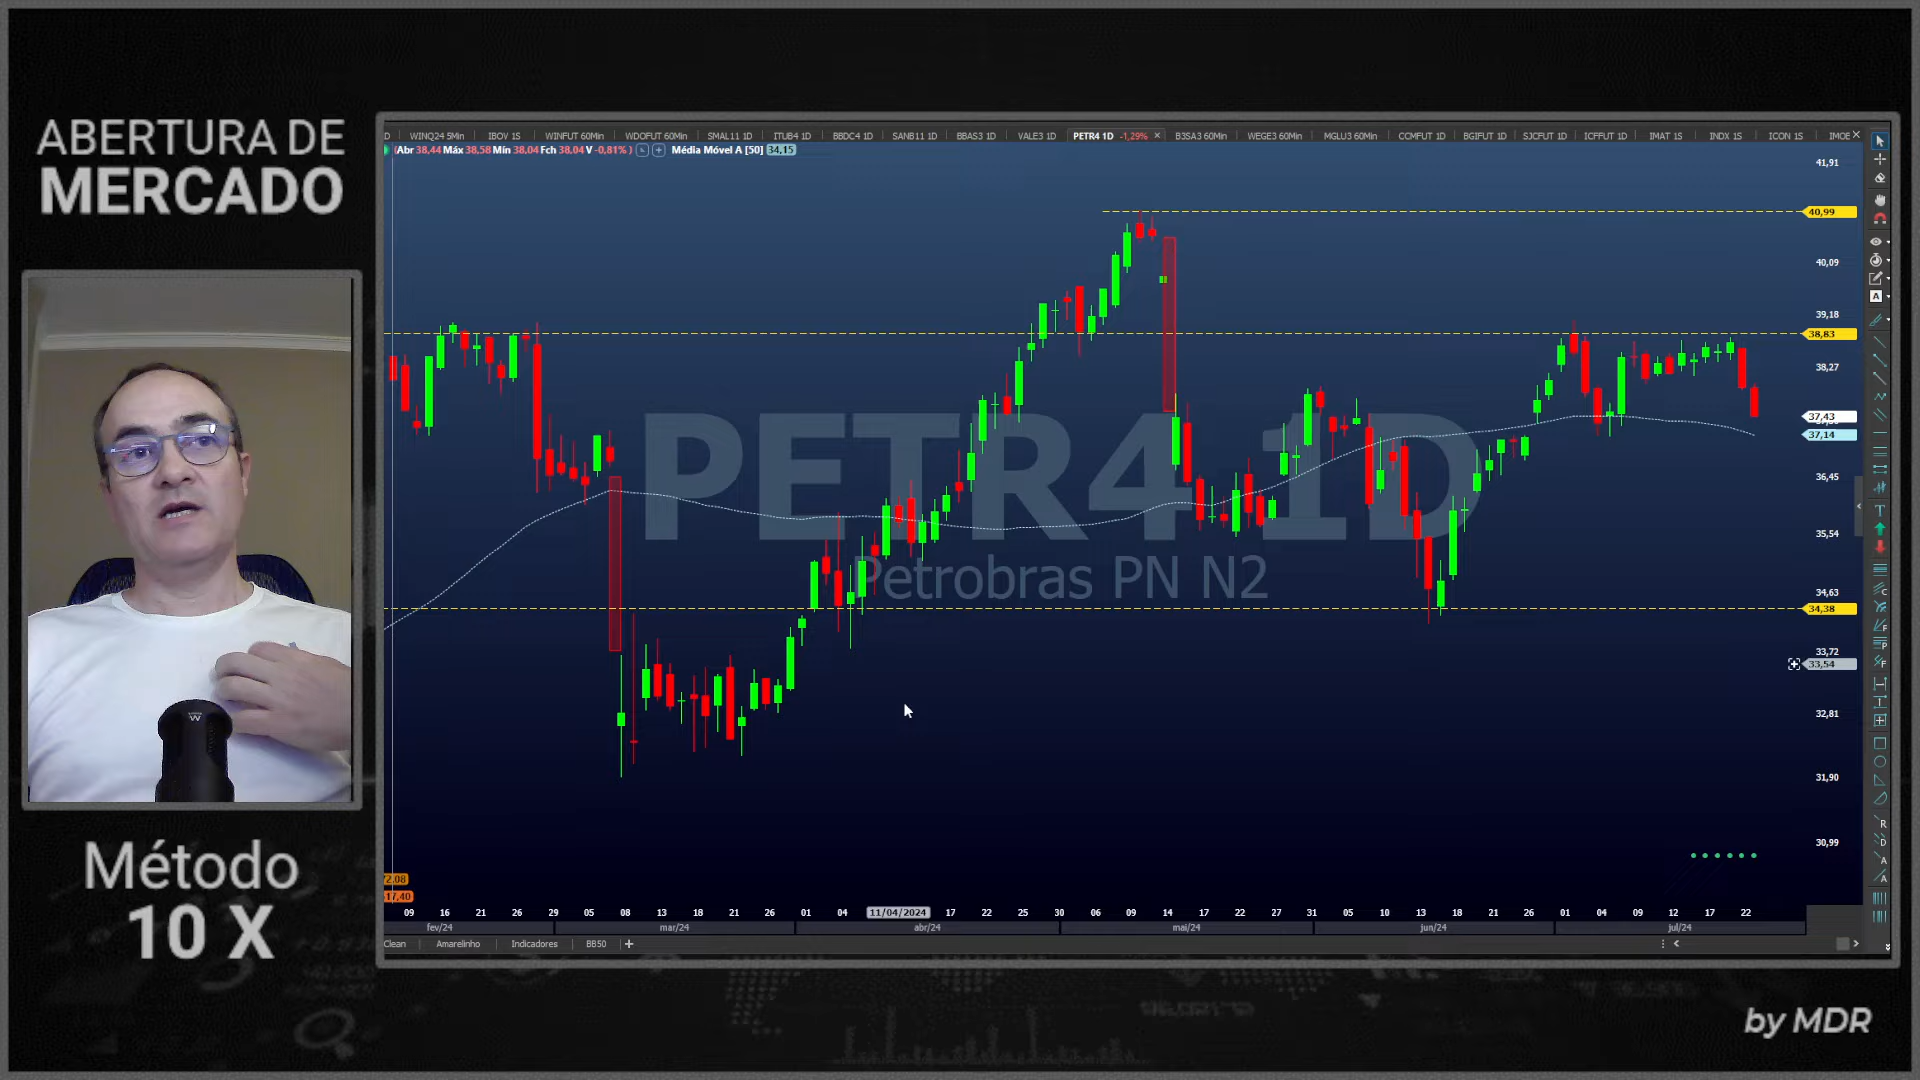 ABERTURA DE
MERCADO
Método
10 X
by MDR
D WINQ24 5Min IBOV 1S WINFUT 60Min WDOFUT 60Min SMAL11 1D ITUB4 1D BBDC4 1D SANB11 1D BBAS3 1D VALE3 1D PETR4 1D -1,29% × B3SA3 60Min WEGE3 60Min MGLU3 60Min CCMFUT 1D BGIFUT 1D SJCFUT 1D ICFFUT 1D IMAT 1S INDX 1S ICON 1S IMOE
(Abr 38,44 Máx 38,58 Mín 38,04 Fch 38,04 V -0,81% ) Média Móvel A [50] 34,15
PETR4 1D
Petrobras PN N2
41,91
40,99
40,09
39,18
38,83
38,27
37,43
37,14
36,45
35,54
34,63
34,38
33,72
33,54
32,81
31,90
30,99
72,08
517,40
09 16 21 26 29 05 08 13 18 21 26 01 04 11/04/2024 17 22 25 30 06 09 14 17 22 27 31 05 10 13 18 21 26 01 04 09 12 17 22
fev/24 mar/24 abr/24 mai/24 jun/24 jul/24
Clean Amarelinho Indicadores BB50 +